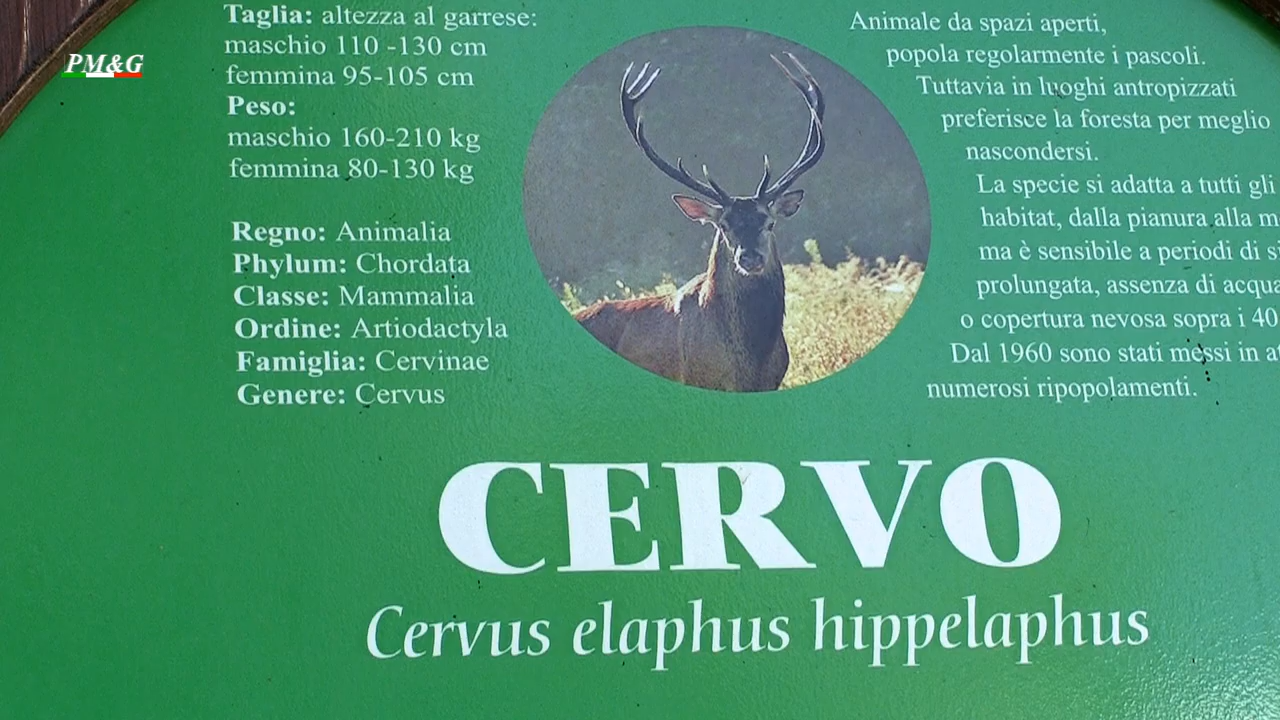 PM&G
Taglia: altezza al garrese:
maschio 110 -130 cm
femmina 95-105 cm
Peso:
maschio 160-210 kg
femmina 80-130 kg
Regno: Animalia
Phylum: Chordata
Classe: Mammalia
Ordine: Artiodactyla
Famiglia: Cervinae
Genere: Cervus
Animale da spazi aperti,
popola regolarmente i pascoli.
Tuttavia in luoghi antropizzati
preferisce la foresta per meglio
nascondersi.
La specie si adatta a tutti gli
habitat, dalla pianura alla
ma è sensibile a periodi di
prolungata, assenza di acqua
o copertura nevosa sopra i 40
Dal 1960 sono stati messi in
numerosi ripopolamenti.
CERVO
Cervus elaphus hippelaphus